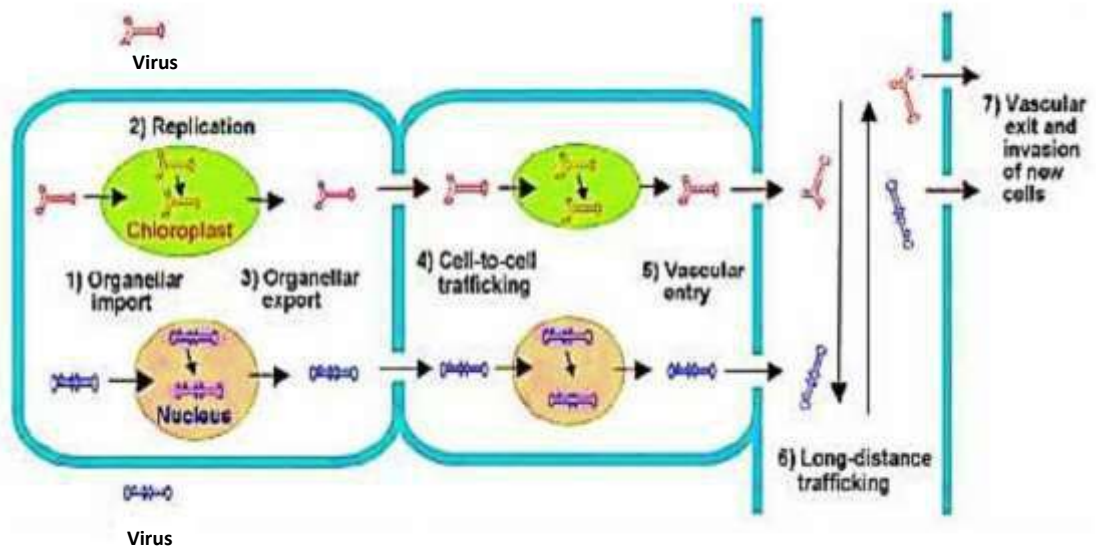 Virus
2) Replication
Chloroplast
1) Organellar
import
3) Organellar
export
4) Cell-to-cell
trafficking
5) Vascular
entry
7) Vascular
exit and
invasion
of new
cells
Nucleus
6) Long-distance
trafficking
Virus